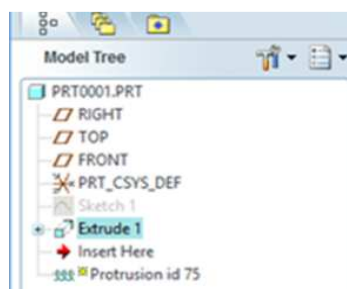 Model Tree
PRT0001.PRT
RIGHT
TOP
FRONT
PRT_CSYS_DEF
Sketch 1
Extrude 1
Insert Here
Protrusion id 75